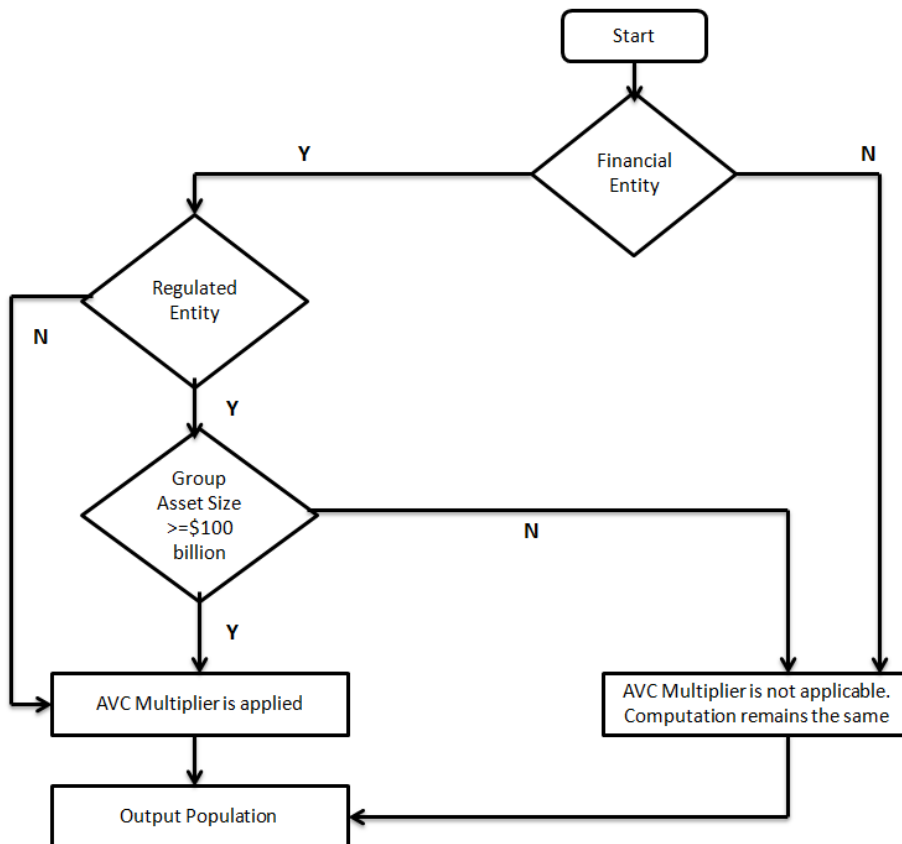 Start
Financial
Entity
Y
N
Regulated
Entity
N
Y
Group
Asset Size
>=$100
billion
N
Y
AVC Multiplier is applied
AVC Multiplier is not applicable.
Computation remains the same
Output Population